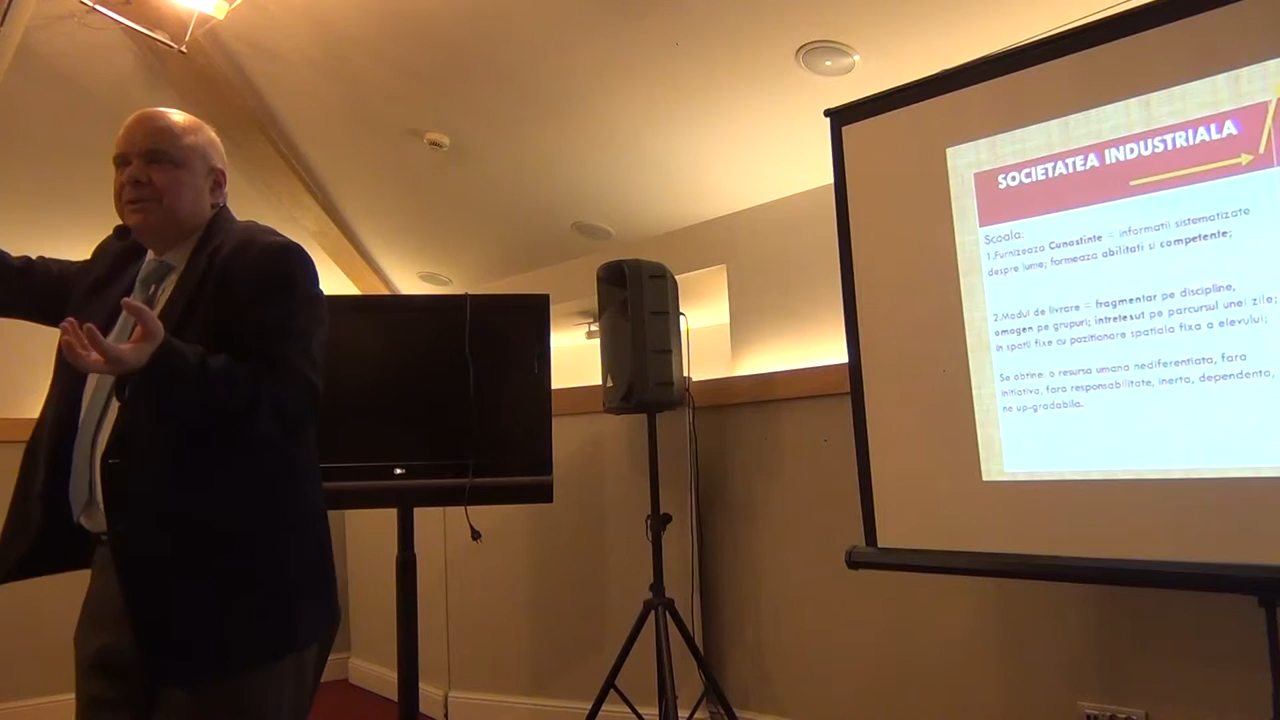 SOCIETATEA INDUSTRIALA
Scoala:
1.Furnizeaza Cunostinte = informatii sistematizate
despre lume; formeaza abilitati si competente;
2.Modul de livrare = fragmentar pe discipline,
omogen pe grupuri; intretesut pe parcursul unei zile;
in spatii fixe cu pozitionare spatiala fixa a elevului;
Se obtine: o resursa umana nediferentiata, fara
initiativa, fara responsabilitate, inerta, dependenta,
ne up-gradabila.